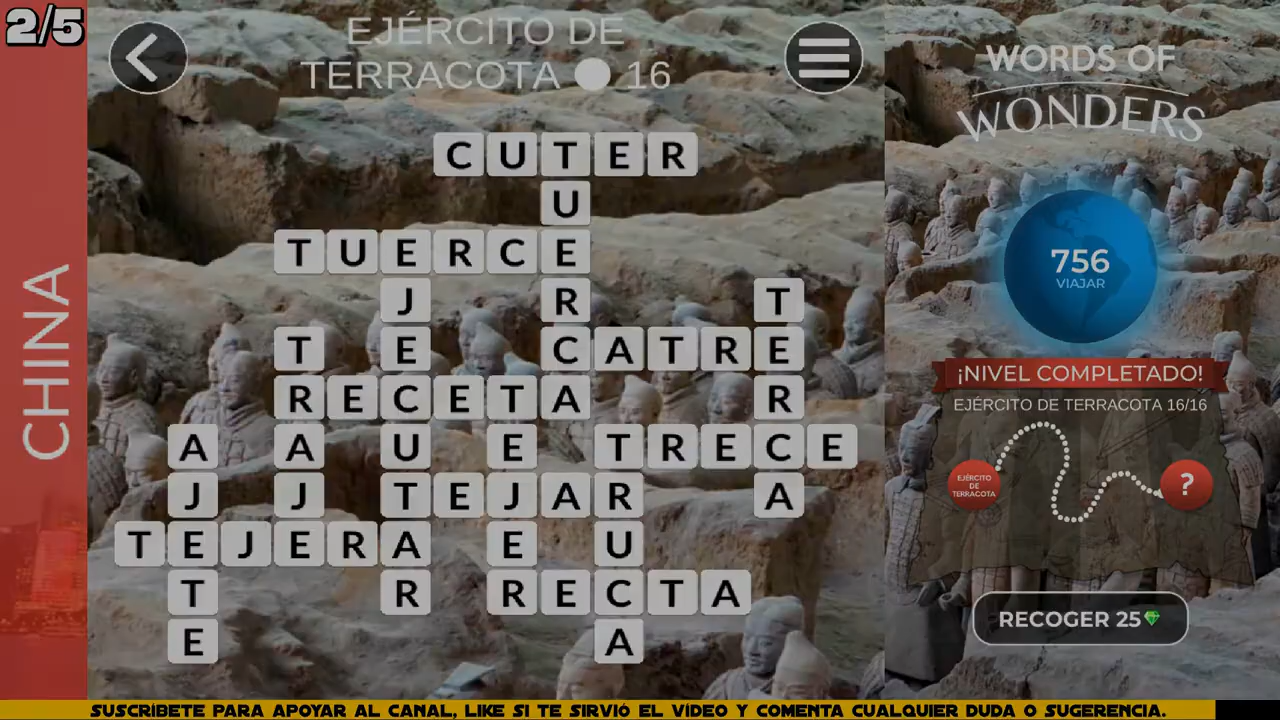 2/5
EJÉRCITO DE
TERRACOTA 16
WORDS OF
WONDERS
CHINA
CUTER
U
TUERCE
J R T
T E CATRE
RECETA R
A A U E TRECE
J J TEJAR A
TEJERA E U
T R RECTA
E A
756
VIAJAR
¡NIVEL COMPLETADO!
EJÉRCITO DE TERRACOTA 16/16
EJÉRCITO
DE
TERRACOTA
?
RECOGER 25
SUSCRIBETE PARA APOYAR AL CANAL, LIKE SI TE SIRVIÓ EL VÍDEO Y COMENTA CUALQUIER DUDA O SUGERENCIA.